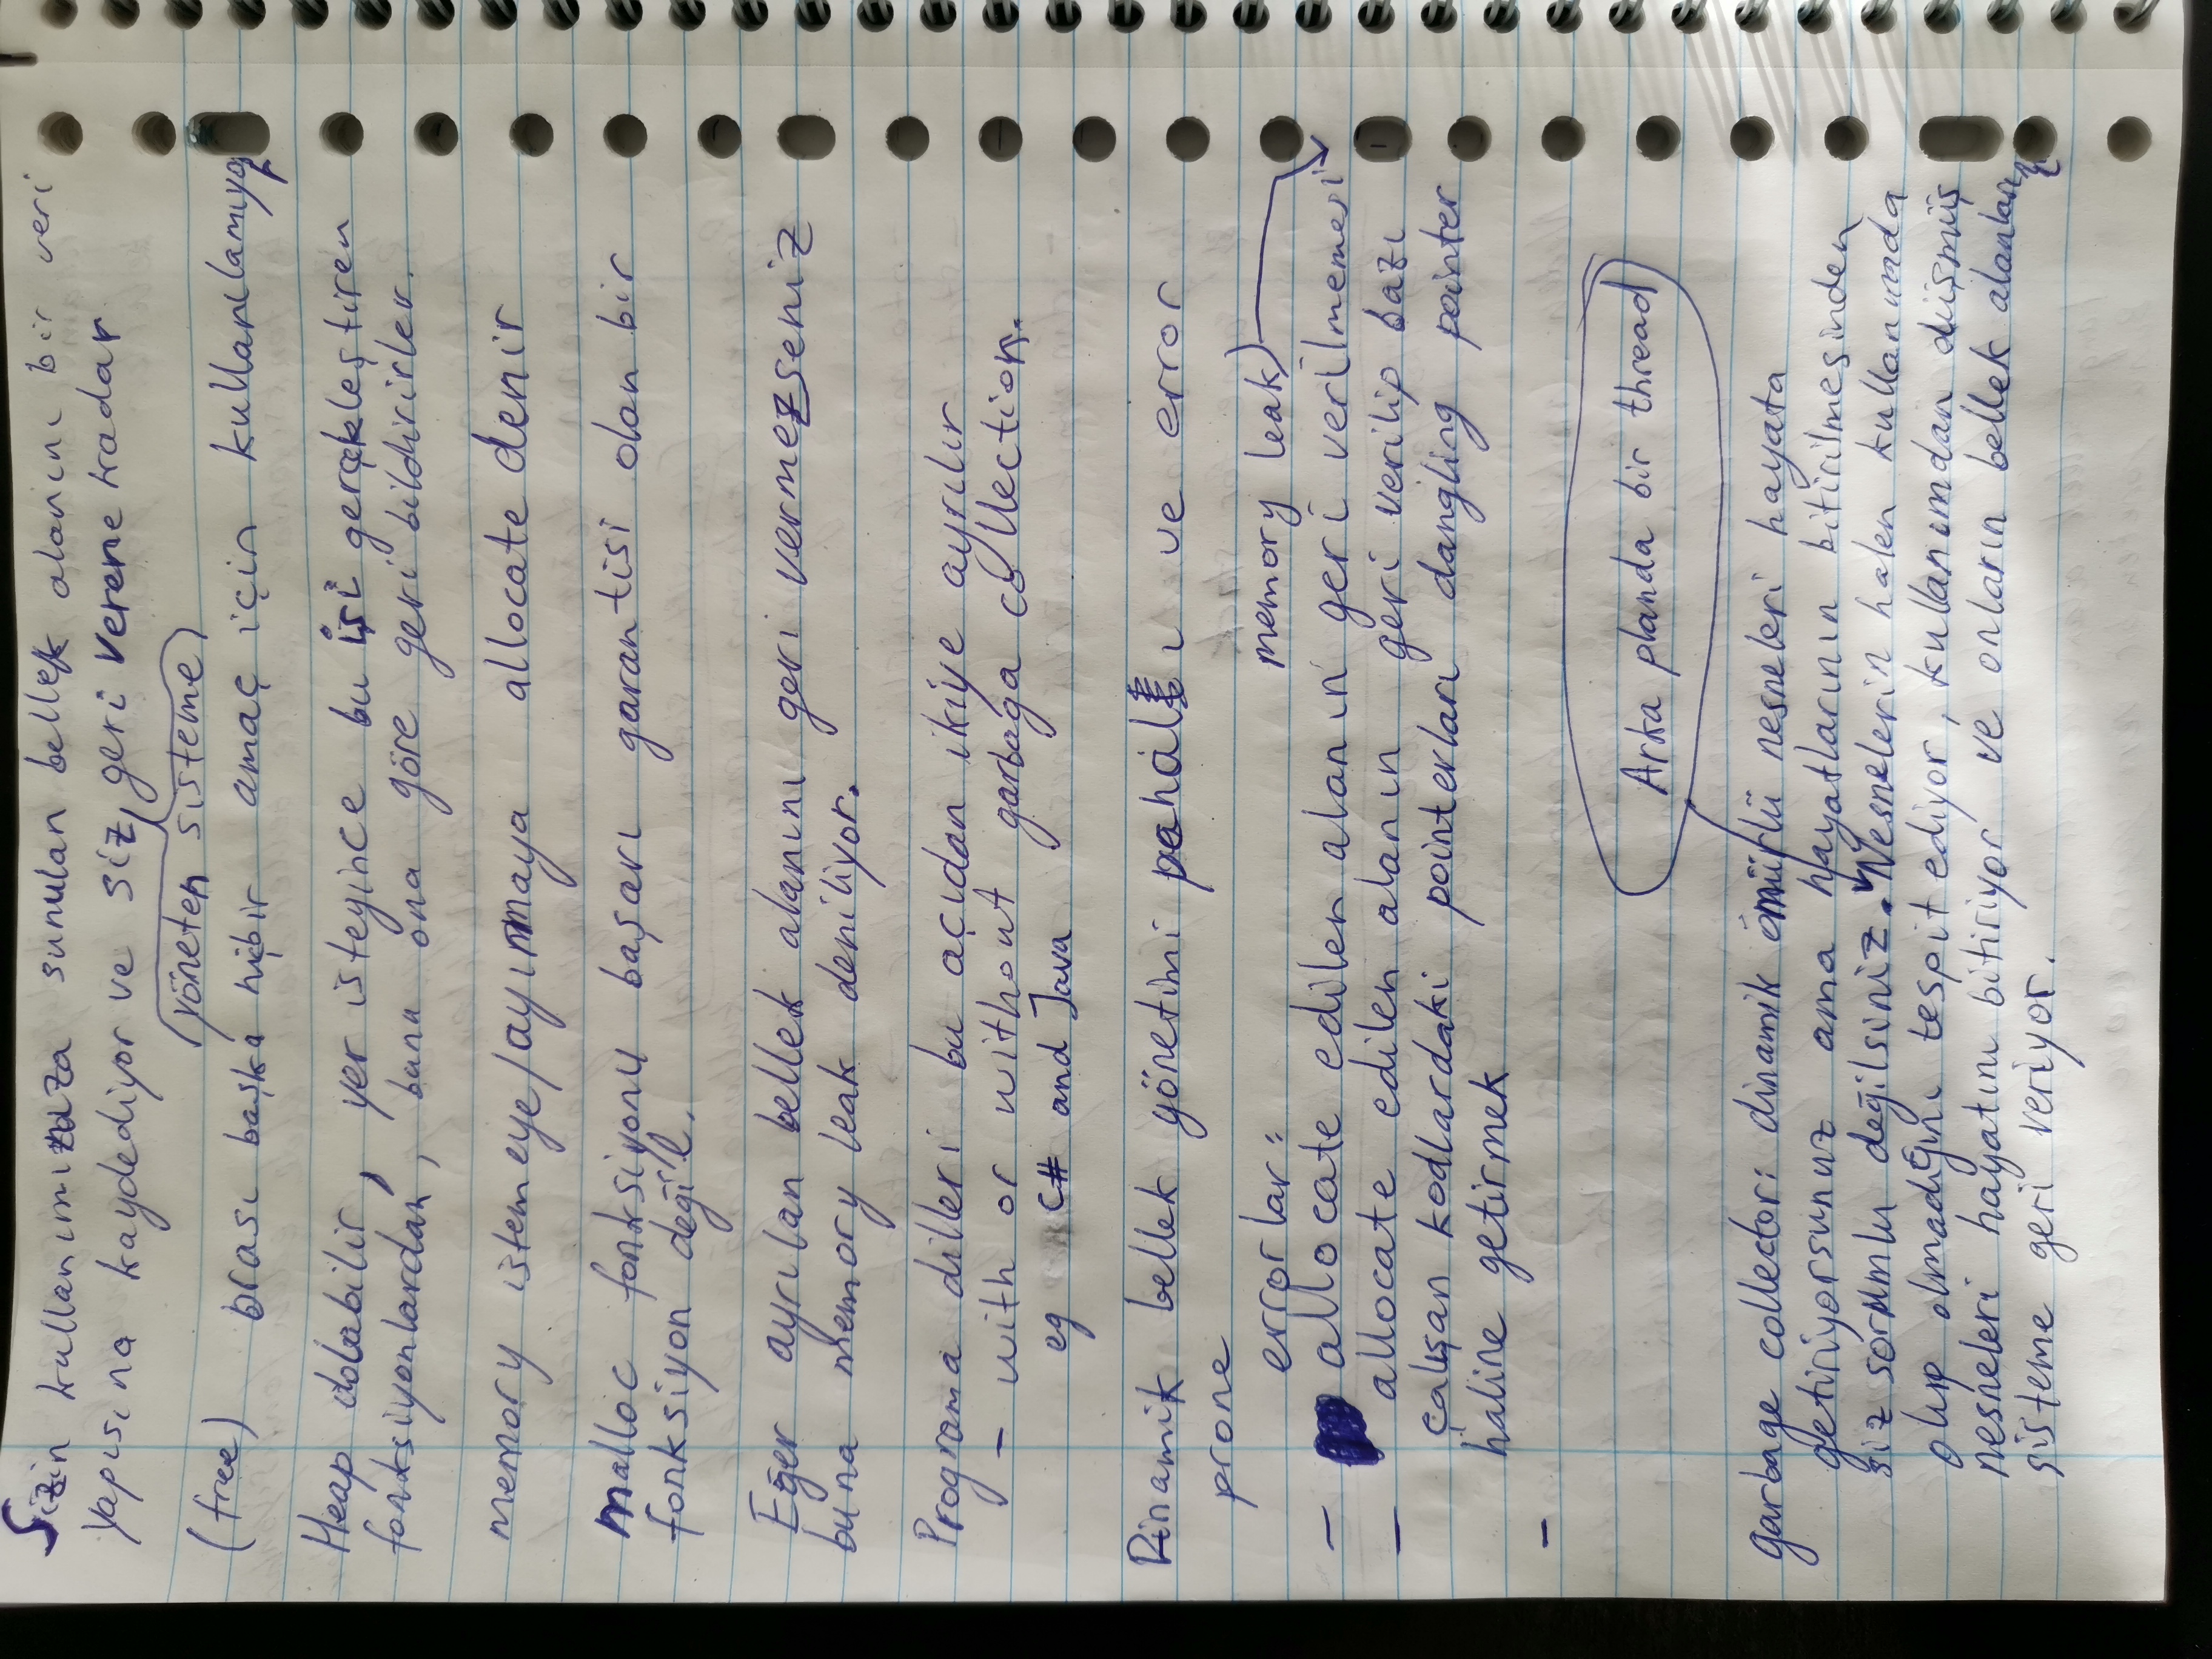 Sizin kullanımınıza sunulan bellek alanını bir veri
yapısına kaydediyor ve siz, geri verene kadar
(yöneten sisteme)
(free) orası başka hiçbir amaç için kullanılamıyor
Heap dolabilir, yer isteyince bu işi gerçekleştiren
fonksiyonlardan, bunu ona göre geri bildirirler.
memory istemeye/ayırmaya allocate denir
malloc fonksiyonu başarı garantisi olan bir
fonksiyon değil.
Eğer ayrılan bellek alanını geri vermezseniz
buna memory leak deniliyor.
Programa dilleri bu açıdan ikiye ayrılır
- with or without garbaga collection.
eg C# and Java
Dinamik bellek yönetimi pahalı ve error
prone
errorlar: memory leak)
- allocate edilen alanın geri verilmemesi
- allocate edilen alanın geri verilip bazı
çalışan kodlardaki pointerları dangling pointer
haline getirmek
-
Arka planda bir thread
garbage collector: dinamik ömürlü nesneleri hayata
getiriyorsunuz ama hayatlarının bitirilmesinden
siz sorumlu değilsiniz. Nesnelerin halen kullanımda
olup olmadığını tespit ediyor, kullanımdan düşmüş
nesneleri hayatını bitiriyor ve onların bellek alanlarını
sisteme geri veriyor.